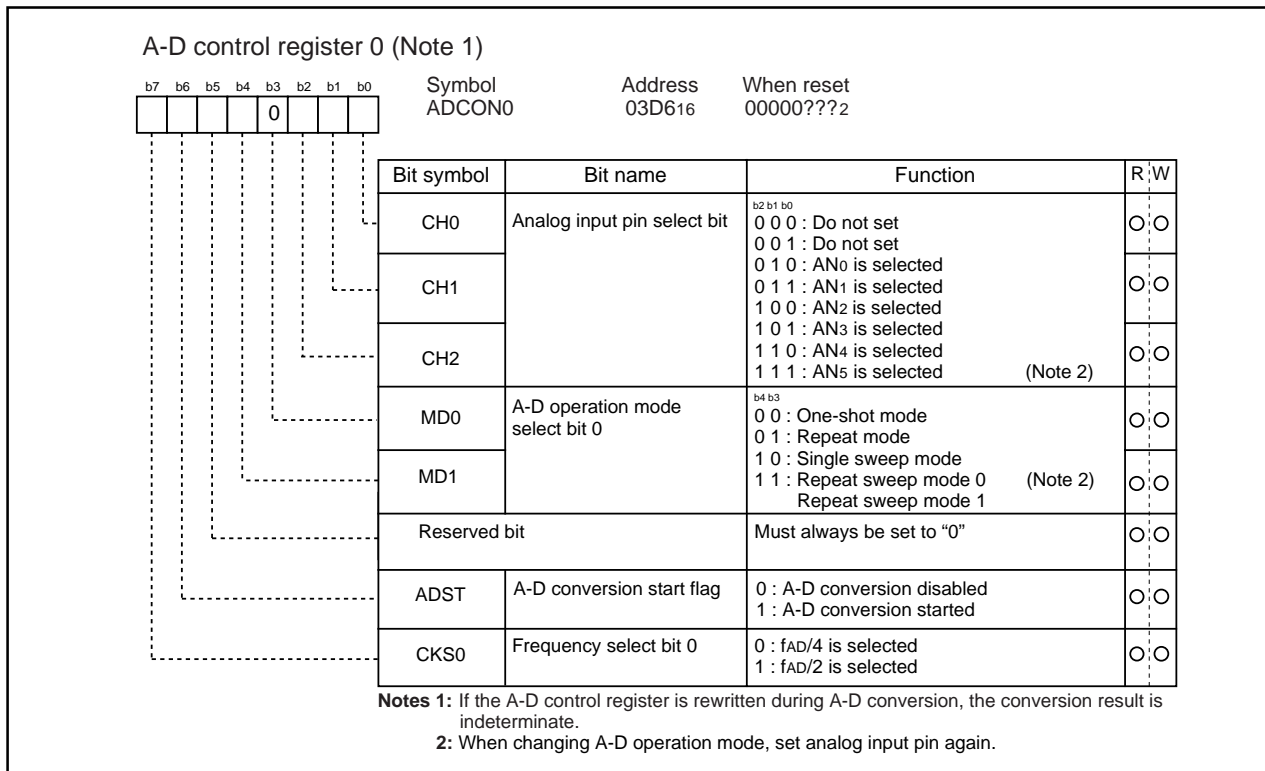 A-D control register 0 (Note 1)
b7 b6 b5 b4 b3 b2 b1 b0
0
Symbol Address When reset
ADCON0 03D616 00000???2
Bit symbol Bit name Function R W
CH0 Analog input pin select bit
b2 b1 b0
0 0 0 : Do not set
0 0 1 : Do not set
0 1 0 : AN0 is selected
0 1 1 : AN1 is selected
1 0 0 : AN2 is selected
1 0 1 : AN3 is selected
1 1 0 : AN4 is selected
1 1 1 : AN5 is selected (Note 2)
CH1
CH2
MD0 A-D operation mode
select bit 0
b4 b3
0 0 : One-shot mode
0 1 : Repeat mode
1 0 : Single sweep mode
1 1 : Repeat sweep mode 0 (Note 2)
Repeat sweep mode 1
MD1
Reserved bit Must always be set to “0”
ADST A-D conversion start flag 0 : A-D conversion disabled
1 : A-D conversion started
CKS0 Frequency select bit 0 0 : fAD/4 is selected
1 : fAD/2 is selected
Notes 1: If the A-D control register is rewritten during A-D conversion, the conversion result is
indeterminate.
2: When changing A-D operation mode, set analog input pin again.